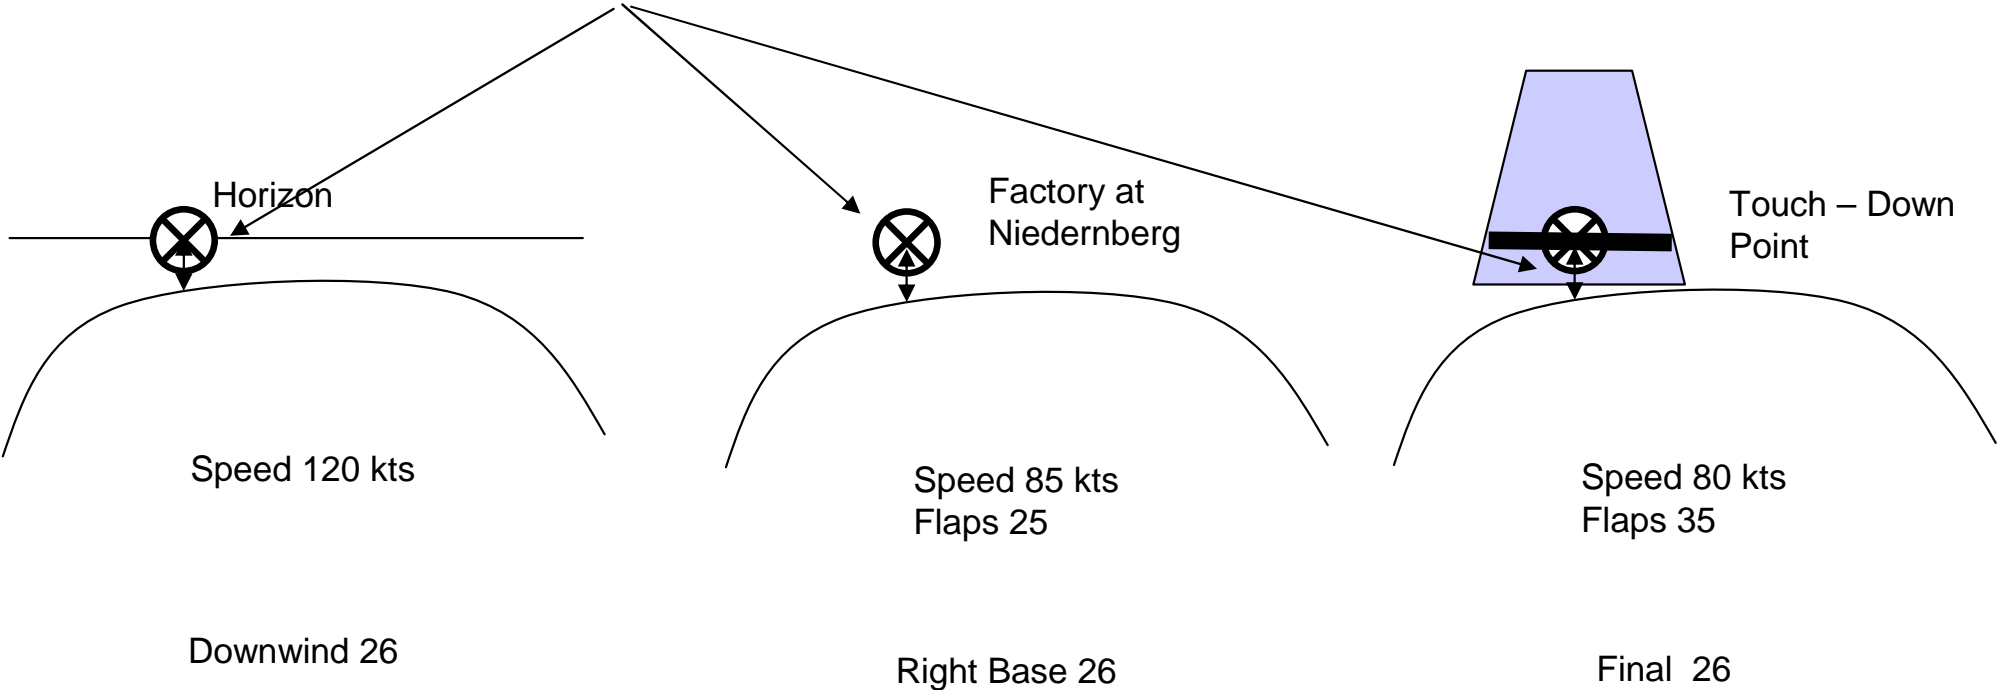 Horizon
Speed 120 kts
Downwind 26
Factory at
Niedernberg
Speed 85 kts
Flaps 25
Right Base 26
Touch – Down
Point
Speed 80 kts
Flaps 35
Final 26